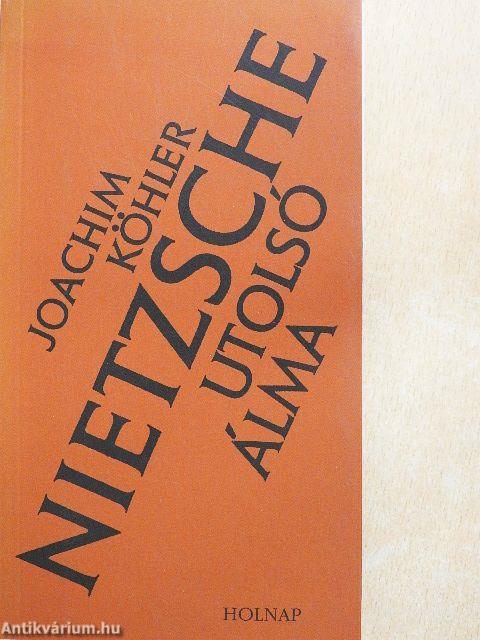 JOACHIM
KÖHLER
NIETZSCHE
UTOLSÓ
ÁLMA
HOLNAP
Antikvárium.hu